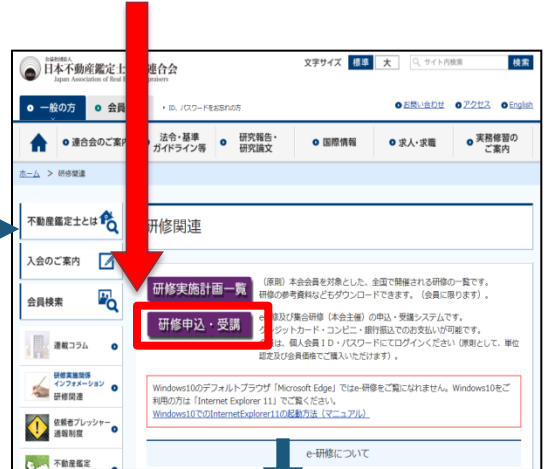 公益社団法人
日本不動産鑑定士連合会
Japan Association of Real Estate Appraisers
文字サイズ 標準 大 サイト内検索 検索
一般の方 会員 ID、パスワードをお忘れの方 お問い合わせ アクセス English
連合会のご案内 法令・基準 ガイドライン等 研究報告・ 研究論文 国際情報 求人・求職 実務修習の ご案内
ホーム > 研修関連
不動産鑑定士とは
入会のご案内
会員検索
連載コラム
研修実施関係
インフォメーション
研修関連
依頼者プレッシャー
通報制度
不動産鑑定
研修関連
研修実施計画一覧
（原則）本会会員を対象とした、全国で開催される研修の一覧です。
研修の参考資料などもダウンロードできます。（会員に限ります）。
研修申込・受講
e-研修及び集合研修（本会主催）の申込・受講システムです。
クレジットカード・コンビニ・銀行振込でのお支払いが可能です。
は、個人会員ＩＤ・パスワードにてログインください（原則として、単位
認定及び会員価格でご購入いただけます）。
Windows10のデフォルトブラウザ「Microsoft Edge」ではe-研修をご覧になれません。Windows10をご
利用の方は「Internet Explorer 11」でご覧ください。
Windows10でのInternetExplorer11の起動方法（マニュアル）
e-研修について